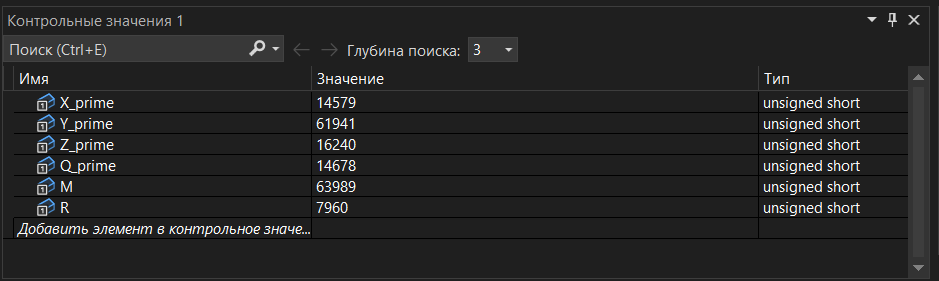 Контрольные значения 1
Поиск (Ctrl+E) Глубина поиска: 3
Имя Значение Тип
X_prime 14579 unsigned short
Y_prime 61941 unsigned short
Z_prime 16240 unsigned short
Q_prime 14678 unsigned short
M 63989 unsigned short
R 7960 unsigned short
Добавить элемент в контрольное значе...